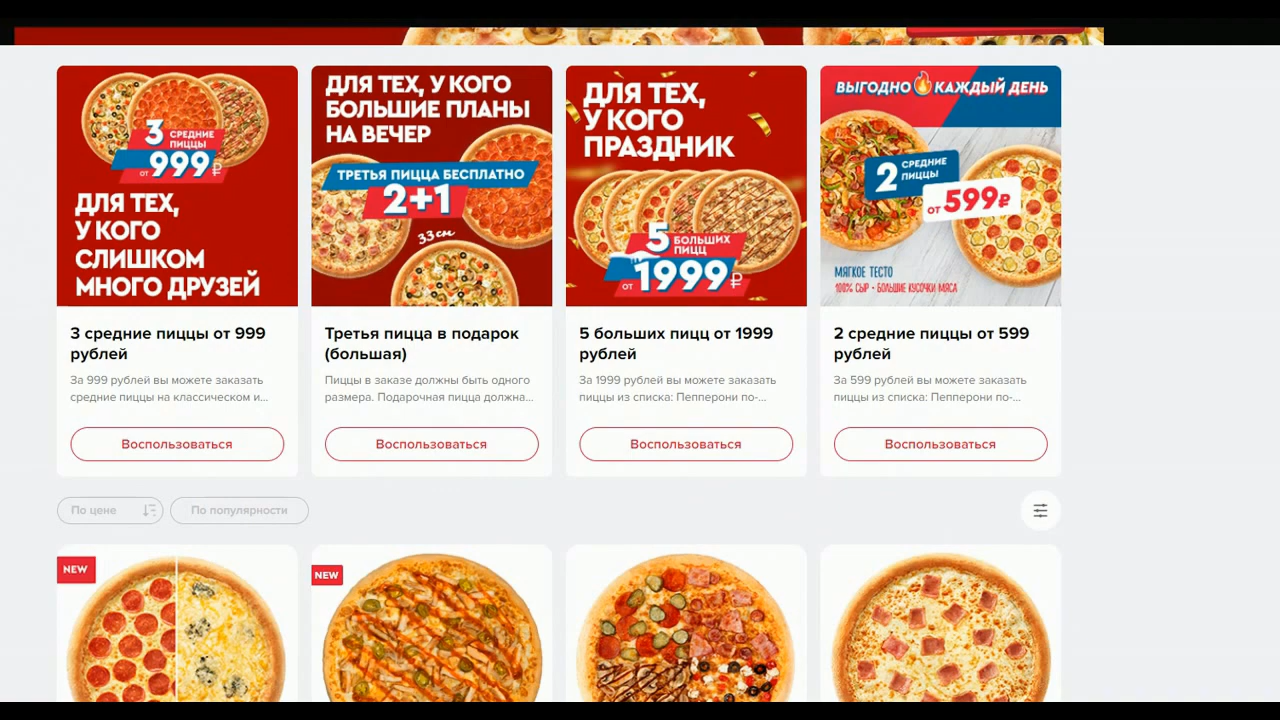 3 СРЕДНИЕ
ПИЦЦЫ
от 999₽
ДЛЯ ТЕХ,
У КОГО
СЛИШКОМ
МНОГО ДРУЗЕЙ
3 средние пиццы от 999
рублей
За 999 рублей вы можете заказать
средние пиццы на классическом и...
Воспользоваться
ДЛЯ ТЕХ, У КОГО
БОЛЬШИЕ ПЛАНЫ
НА ВЕЧЕР
ТРЕТЬЯ ПИЦЦА БЕСПЛАТНО
2+1
33 см
Третья пицца в подарок
(большая)
Пиццы в заказе должны быть одного
размера. Подарочная пицца должна...
Воспользоваться
ДЛЯ ТЕХ,
У КОГО
ПРАЗДНИК
5 БОЛЬШИХ
ПИЦЦ
от 1999₽
5 больших пицц от 1999
рублей
За 1999 рублей вы можете заказать
пиццы из списка: Пепперони по-...
Воспользоваться
ВЫГОДНО КАЖДЫЙ ДЕНЬ
2 СРЕДНИЕ
ПИЦЦЫ
от 599₽
МЯГКОЕ ТЕСТО
100% СЫР • БОЛЬШИЕ КУСОЧКИ МЯСА
2 средние пиццы от 599
рублей
За 599 рублей вы можете заказать
пиццы из списка: Пепперони по-...
Воспользоваться
По цене
По популярности
NEW
NEW